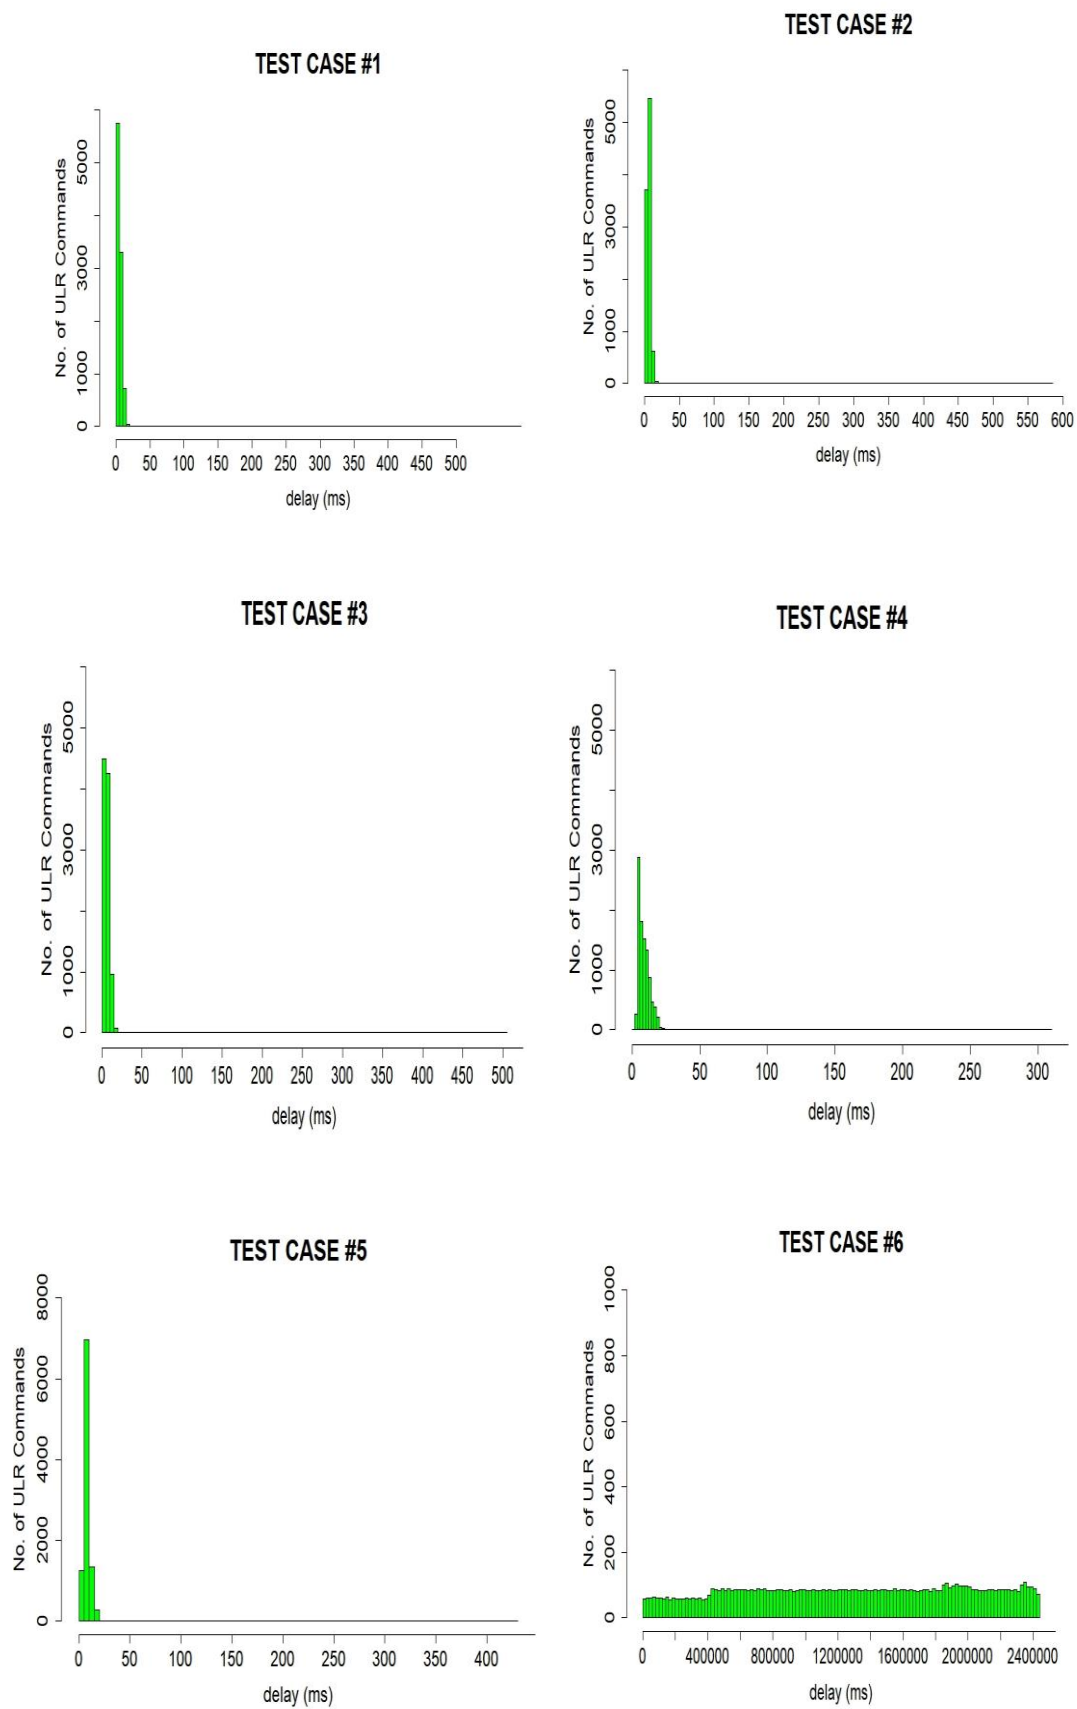 TEST CASE #1
No. of ULR Commands
5000
3000
1000
0
0 50 100 150 200 250 300 350 400 450 500
delay (ms)
TEST CASE #2
No. of ULR Commands
5000
3000
1000
0
0 50 100 150 200 250 300 350 400 450 500 550 600
delay (ms)
TEST CASE #3
No. of ULR Commands
5000
3000
1000
0
0 50 100 150 200 250 300 350 400 450 500
delay (ms)
TEST CASE #4
No. of ULR Commands
5000
3000
1000
0
0 50 100 150 200 250 300
delay (ms)
TEST CASE #5
No. of ULR Commands
8000
6000
4000
2000
0
0 50 100 150 200 250 300 350 400
delay (ms)
TEST CASE #6
No. of ULR Commands
1000
800
600
400
200
0
0 400000 800000 1200000 1600000 2000000 2400000
delay (ms)